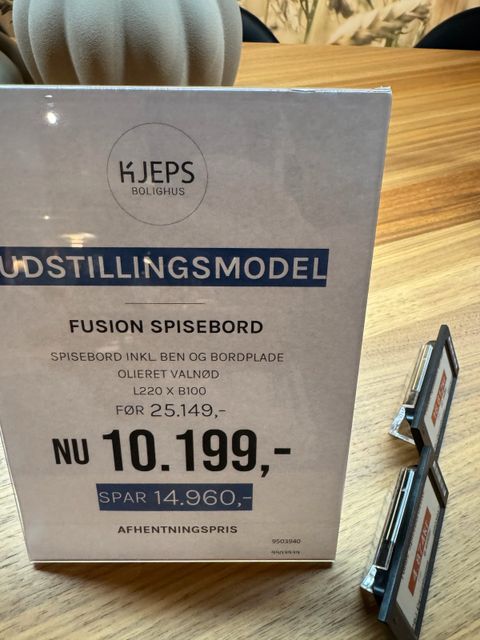 KJEPS
BOLIGHUS
UDSTILLINGSMODEL
FUSION SPISEBORD
SPISEBORD INKL. BEN OG BORDPLADE
OLIERET VALNØD
L220 X B100
FØR 25.149,-
NU 10.199,-
SPAR 14.960,-
AFHENTNINGSPRIS
9503940